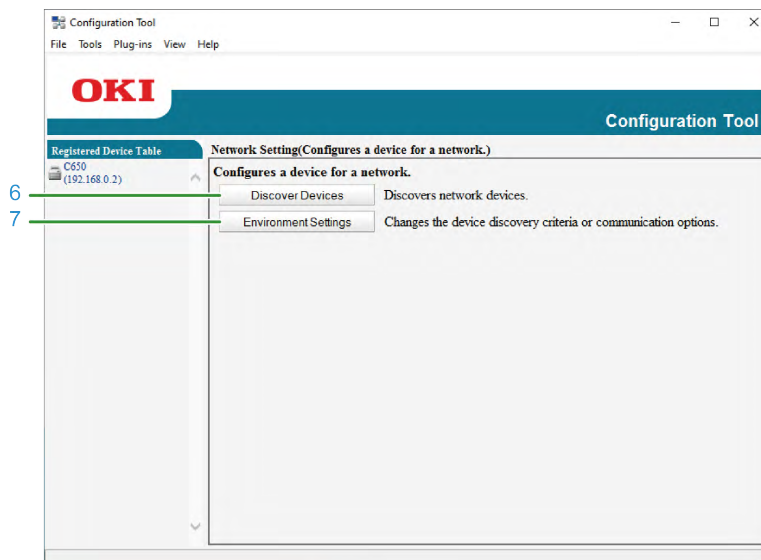 Configuration Tool
File Tools Plug-ins View Help
OKI
Configuration Tool
Registered Device Table
C650
(192.168.0.2)
Network Setting(Configures a device for a network.)
Configures a device for a network.
6
Discover Devices Discovers network devices.
7
Environment Settings Changes the device discovery criteria or communication options.